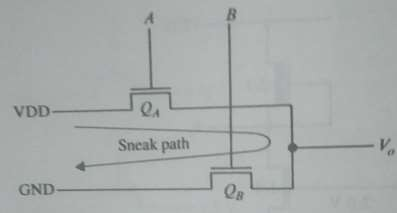 A B
VDD
Q_A
Sneak path
V_o
GND
Q_B